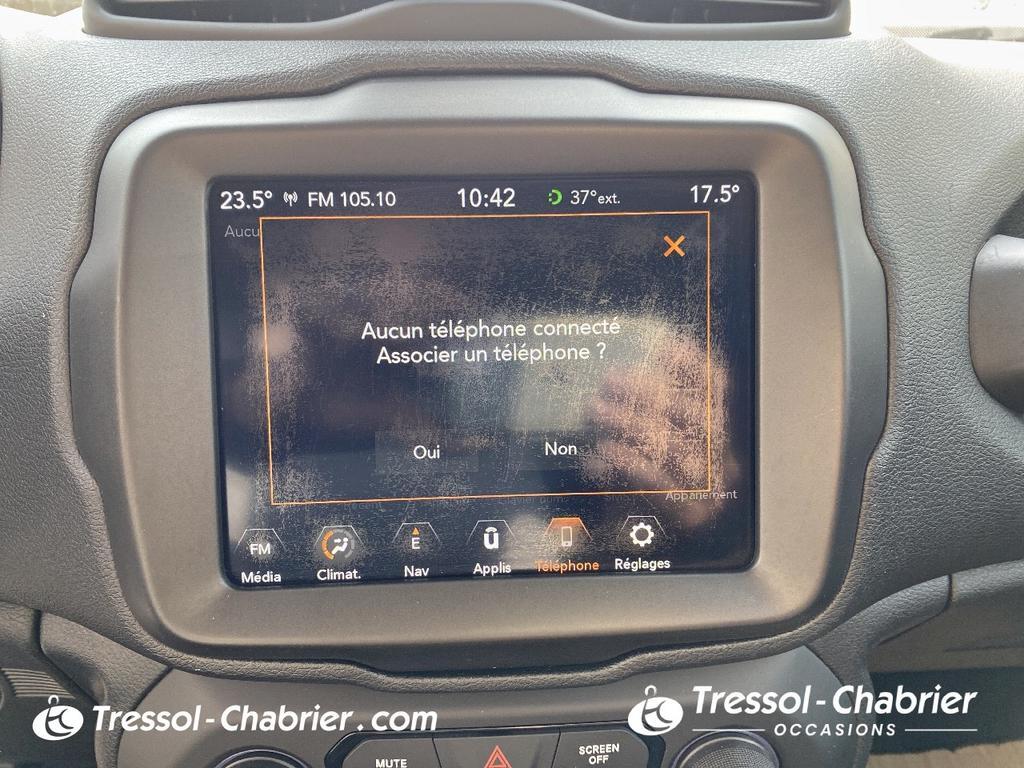 23.5° FM 105.10 10:42 37°ext. 17.5°
Aucu
Aucun téléphone connecté
Associer un téléphone ?
Oui Non
FM E
Média Climat. Nav Applis Téléphone Réglages
Tressol-Chabrier.com
Tressol-Chabrier
OCCASIONS
MUTE
SCREEN
OFF